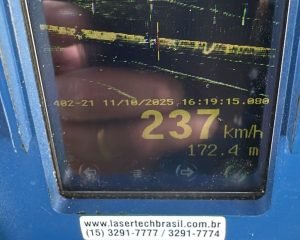 402-21 11/10/2025 16:19:15.080
237 km/h
172.4 m
www.lasertechbrasil.com.br
(15) 3291-7777 / 3291-7774